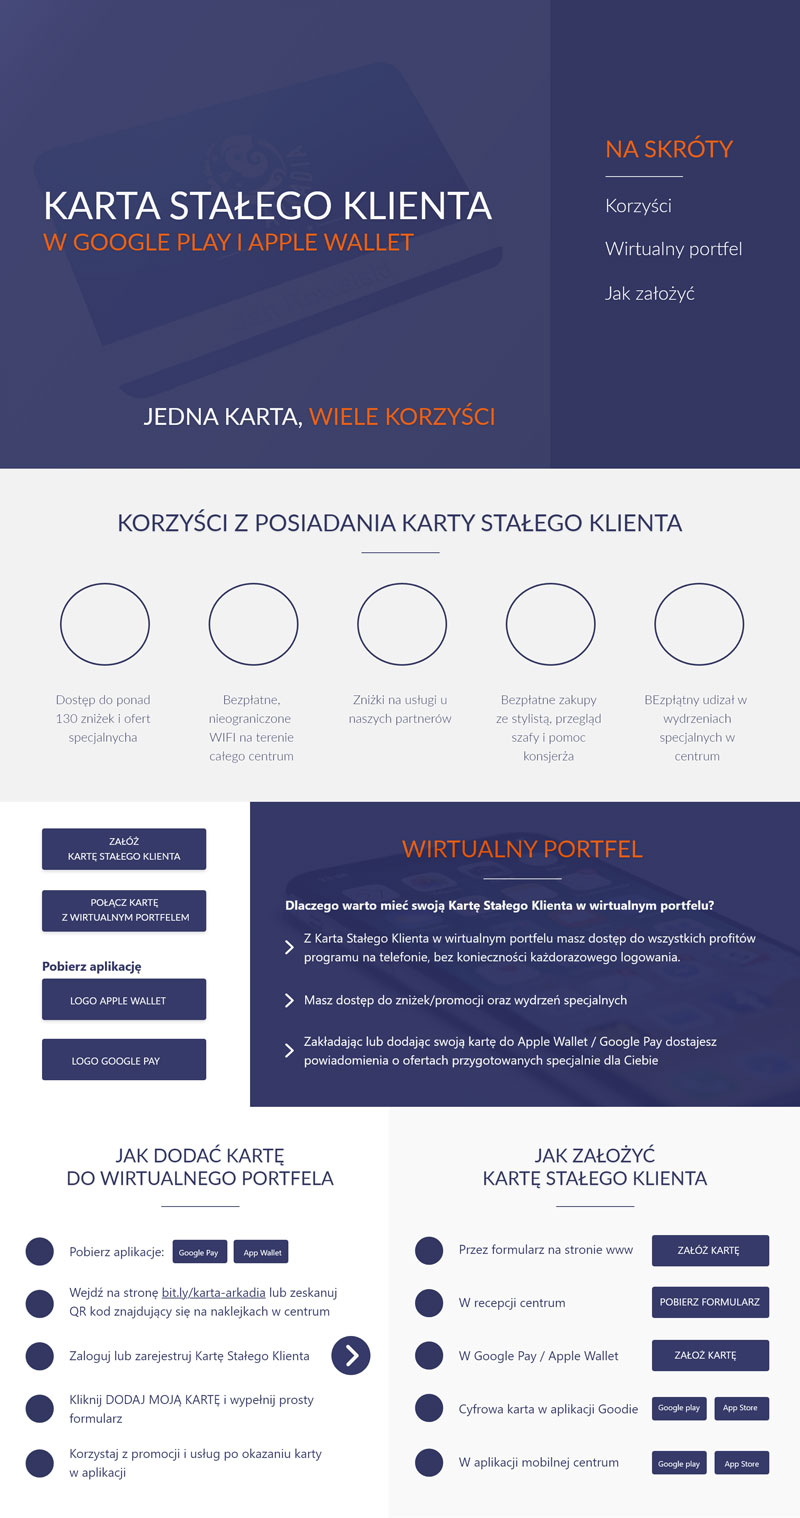 KARTA STAŁEGO KLIENTA
W GOOGLE PLAY I APPLE WALLET
JEDNA KARTA, WIELE KORZYŚCI
NA SKRÓTY
Korzyści
Wirtualny portfel
Jak założyć
KORZYŚCI Z POSIADANIA KARTY STAŁEGO KLIENTA
Dostęp do ponad
130 zniżek i ofert
specjalnycha
Bezpłatne,
nieograniczone
WIFI na terenie
całego centrum
Zniżki na usługi u
naszych partnerów
Bezpłatne zakupy
ze stylistą, przegląd
szafy i pomoc
konsjerża
BEzpłątny udizał w
wydrzeniach
specjalnych w
centrum
ZAŁÓŻ
KARTĘ STAŁEGO KLIENTA
POŁĄCZ KARTĘ
Z WIRTUALNYM PORTFELEM
Pobierz aplikację
LOGO APPLE WALLET
LOGO GOOGLE PAY
WIRTUALNY PORTFEL
Dlaczego warto mieć swoją Kartę Stałego Klienta w wirtualnym portfelu?
Z Karta Stałego Klienta w wirtualnym portfelu masz dostęp do wszystkich profitów
programu na telefonie, bez konieczności każdorazowego logowania.
Masz dostęp do zniżek/promocji oraz wydrzeń specjalnych
Zakładając lub dodając swoją kartę do Apple Wallet / Google Pay dostajesz
powiadomienia o ofertach przygotowanych specjalnie dla Ciebie
JAK DODAĆ KARTĘ
DO WIRTUALNEGO PORTFELA
Pobierz aplikacje: Google Pay App Wallet
Wejdź na stronę bit.ly/karta-arkadia lub zeskanuj
QR kod znajdujący się na naklejkach w centrum
Zaloguj lub zarejestruj Kartę Stałego Klienta
Kliknij DODAJ MOJĄ KARTĘ i wypełnij prosty
formularz
Korzystaj z promocji i usług po okazaniu karty
w aplikacji
JAK ZAŁOŻYĆ
KARTĘ STAŁEGO KLIENTA
Przez formularz na stronie www ZAŁÓŻ KARTĘ
W recepcji centrum POBIERZ FORMULARZ
W Google Pay / Apple Wallet ZAŁOŻ KARTĘ
Cyfrowa karta w aplikacji Goodie Google play App Store
W aplikacji mobilnej centrum Google play App Store